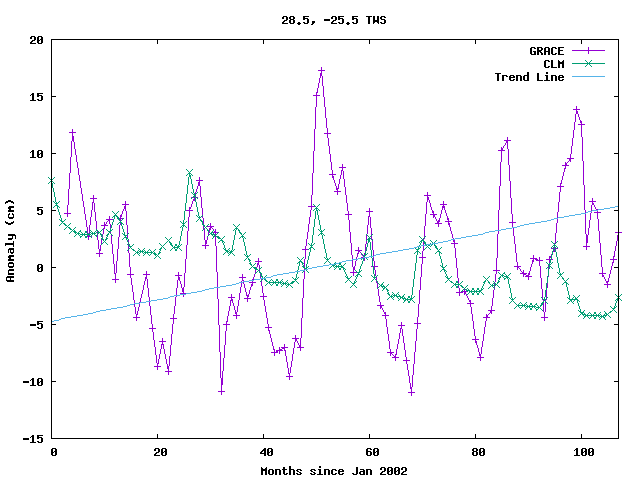 28.5, -25.5 TWS
GRACE
CLM
Trend Line
20
15
10
5
0
-5
-10
-15
Anomaly (cm)
0 20 40 60 80 100
Months since Jan 2002